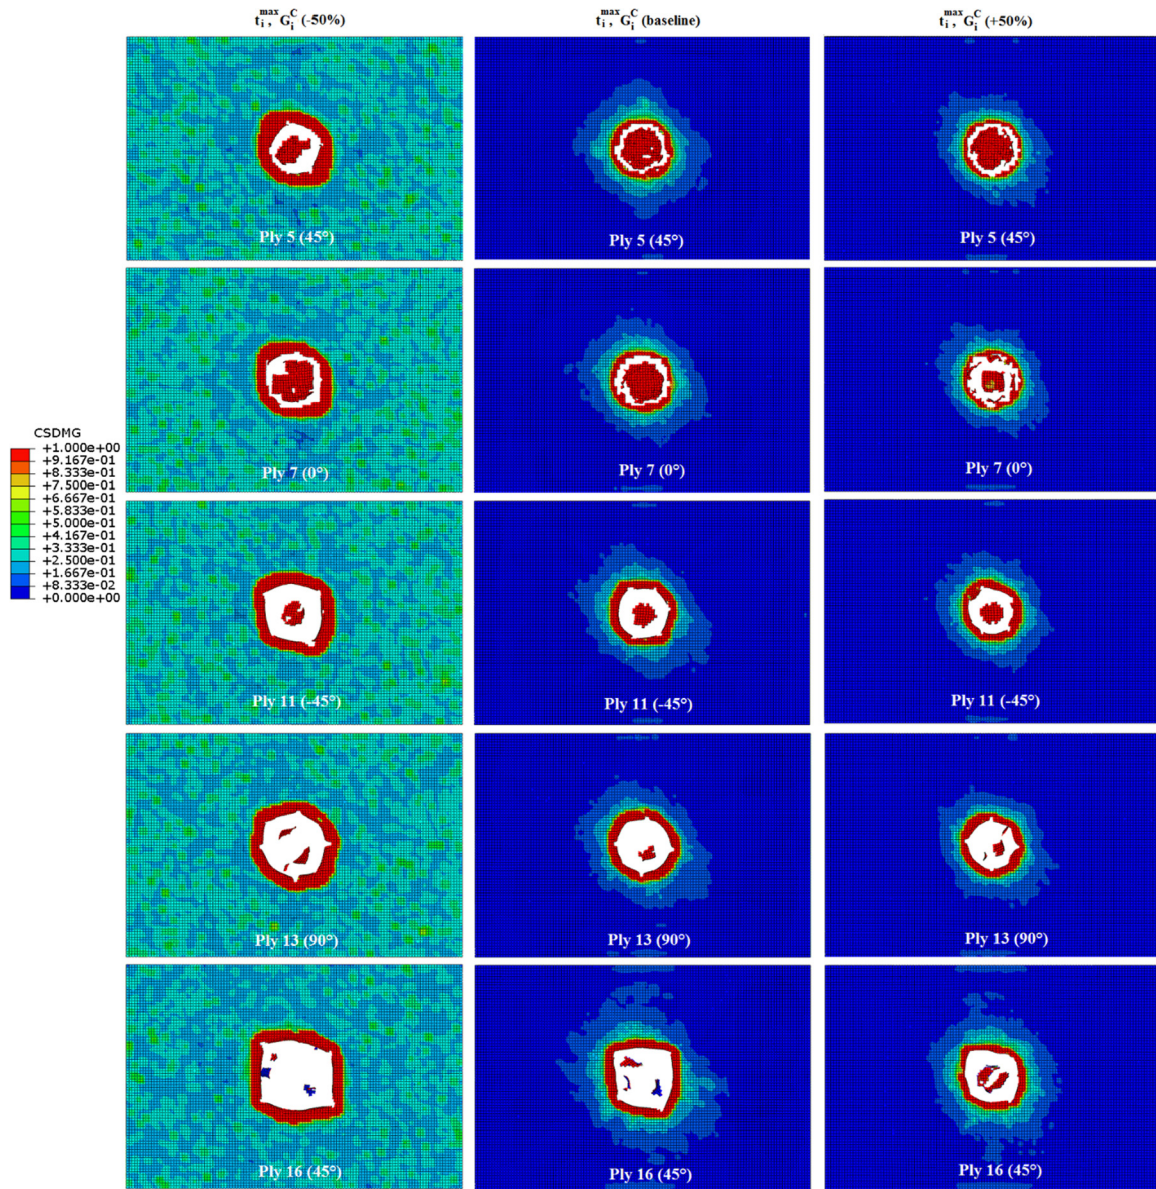 t_i^max, G_i^C (-50%)
t_i^max, G_i^C (baseline)
t_i^max, G_i^C (+50%)
Ply 5 (45°)
Ply 5 (45°)
Ply 5 (45°)
Ply 7 (0°)
Ply 7 (0°)
Ply 7 (0°)
CSDMG
+1.000e+00
+9.167e-01
+8.333e-01
+7.500e-01
+6.667e-01
+5.833e-01
+5.000e-01
+4.167e-01
+3.333e-01
+2.500e-01
+1.667e-01
+8.333e-02
+0.000e+00
Ply 11 (-45°)
Ply 11 (-45°)
Ply 11 (-45°)
Ply 13 (90°)
Ply 13 (90°)
Ply 13 (90°)
Ply 16 (45°)
Ply 16 (45°)
Ply 16 (45°)